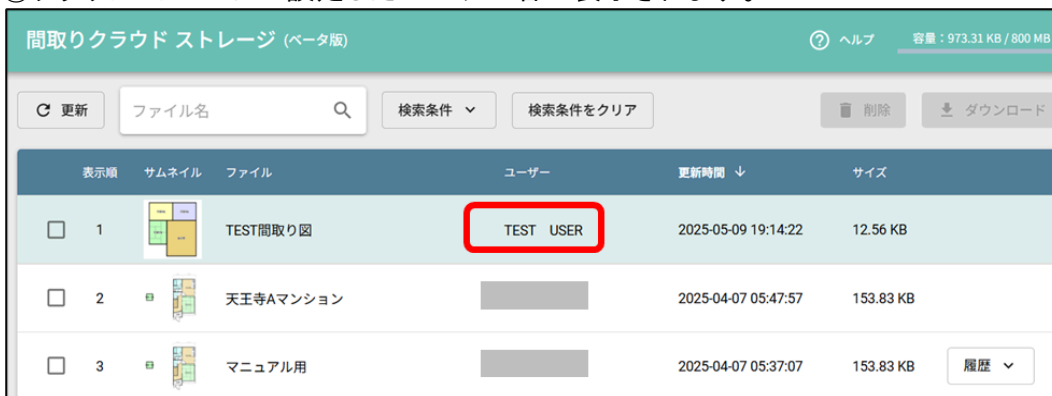 間取りクラウド ストレージ (ベータ版)
ヘルプ
容量：973.31 KB / 800 MB
更新
ファイル名
検索条件
検索条件をクリア
削除
ダウンロード
表示順 サムネイル ファイル ユーザー 更新時間 ↓ サイズ
1 TEST間取り図 TEST USER 2025-05-09 19:14:22 12.56 KB
2 天王寺Aマンション 2025-04-07 05:47:57 153.83 KB
3 マニュアル用 2025-04-07 05:37:07 153.83 KB 履歴